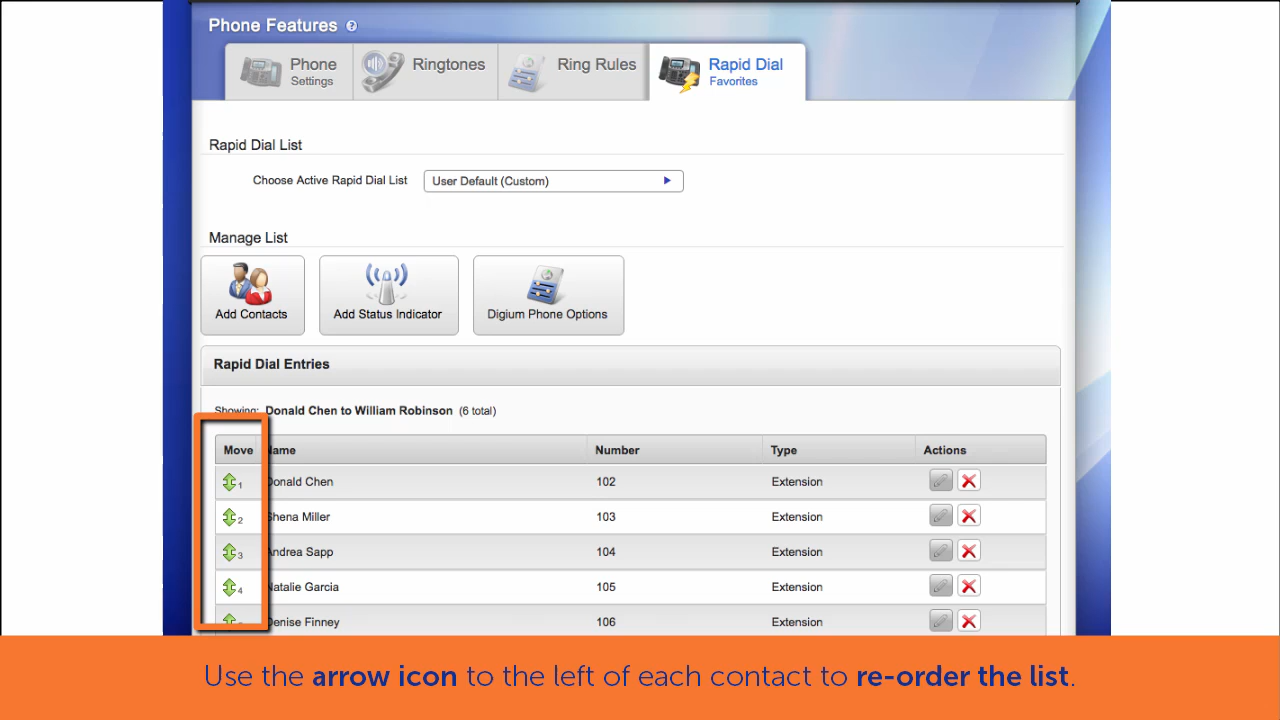 Phone Features ?
Phone Settings
Ringtones
Ring Rules
Rapid Dial Favorites
Rapid Dial List
Choose Active Rapid Dial List User Default (Custom)
Manage List
Add Contacts
Add Status Indicator
Digium Phone Options
Rapid Dial Entries
Showing: Donald Chen to William Robinson (6 total)
Move Name Number Type Actions
1 Donald Chen 102 Extension
2 Shena Miller 103 Extension
3 Andrea Sapp 104 Extension
4 Natalie Garcia 105 Extension
Denise Finney 106 Extension
Use the arrow icon to the left of each contact to re-order the list.